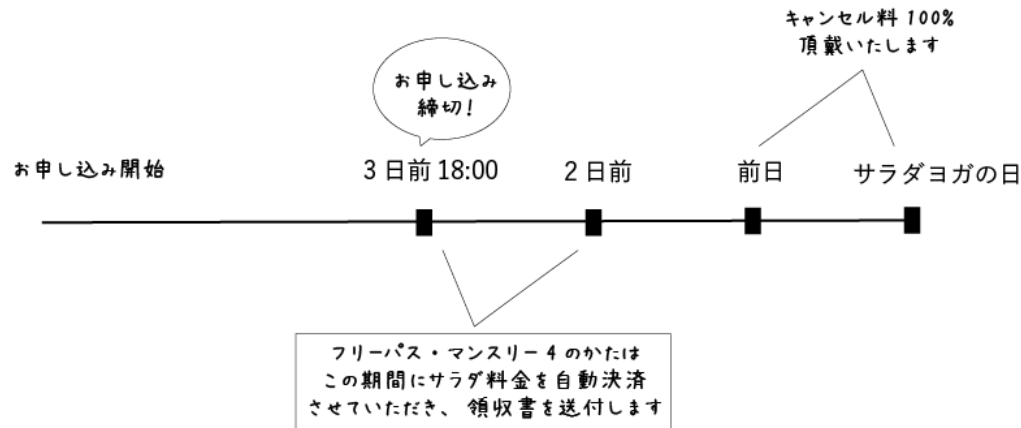 キャンセル料 100%
頂戴いたします
お申し込み
締切!
お申し込み開始
3日前 18:00
2日前
前日
サラダヨガの日
フリーパス・マンスリー4のかたは
この期間にサラダ料金を自動決済
させていただき、領収書を送付します